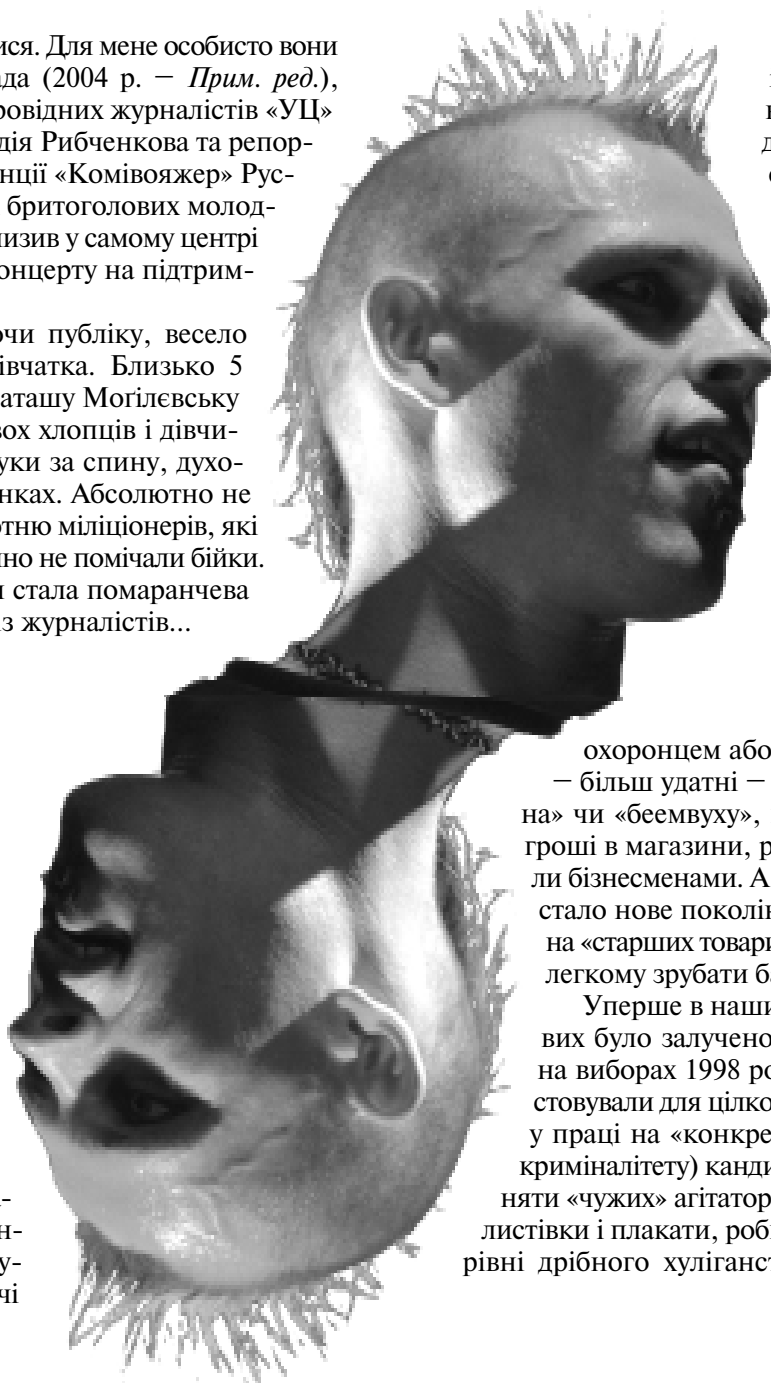 ися. Для мене особисто вони
ада (2004 р. — Прим. ред.),
ровідних журналістів «УЦ»
дія Рибченкова та репор-
енції «Комівояжер» Рус-
бритоголових молод-
лизив у самому центрі
онцерту на підтрим-
очи публіку, весело
івчатка. Близько 5
аташу Моґілєвську
вох хлопців і дівчи-
уки за спину, духо-
нках. Абсолютно не
отню міліціонерів, які
но не помічали бійки.
и стала помаранчева
із журналістів...
н-
у-
чі
охоронцем або
— більш удатні —
на» чи «беемвуху»,
гроші в магазини, р
ли бізнесменами. А
стало нове поколін
на «старших товари
легкому зрубати ба
Уперше в наши
вих було залучено
на виборах 1998 ро
стовували для цілко
у праці на «конкре
криміналітету) канди
няти «чужих» агітатор
листівки і плакати, роби
рівні дрібного хуліганст